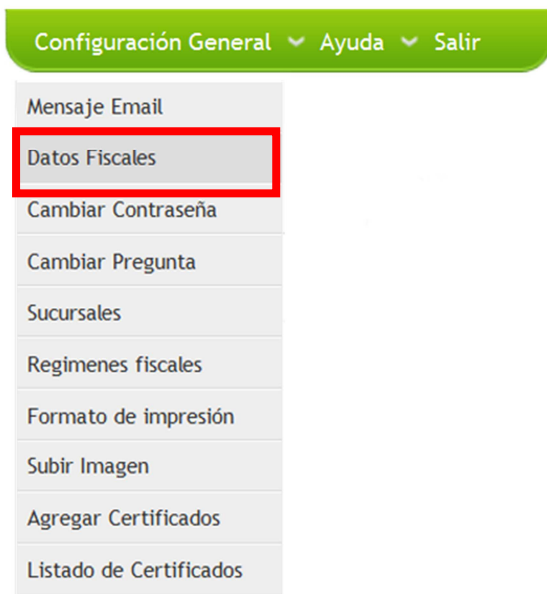 Configuración General Ayuda Salir
Mensaje Email
Datos Fiscales
Cambiar Contraseña
Cambiar Pregunta
Sucursales
Regimenes fiscales
Formato de impresión
Subir Imagen
Agregar Certificados
Listado de Certificados